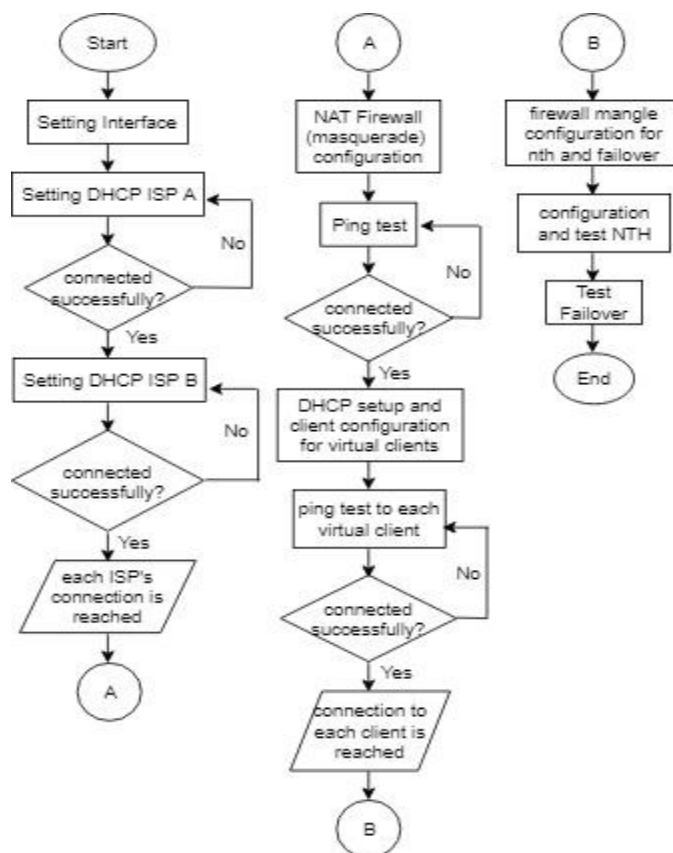 Start
Setting Interface
Setting DHCP ISP A
No
connected
successfully?
Yes
Setting DHCP ISP B
No
connected
successfully?
Yes
each ISP's
connection is
reached
A
A
NAT Firewall
(masquerade)
configuration
Ping test
No
connected
successfully?
Yes
DHCP setup and
client configuration
for virtual clients
ping test to each
virtual client
No
connected
successfully?
Yes
connection to
each client is
reached
B
B
firewall mangle
configuration for
nth and failover
configuration
and test NTH
Test
Failover
End